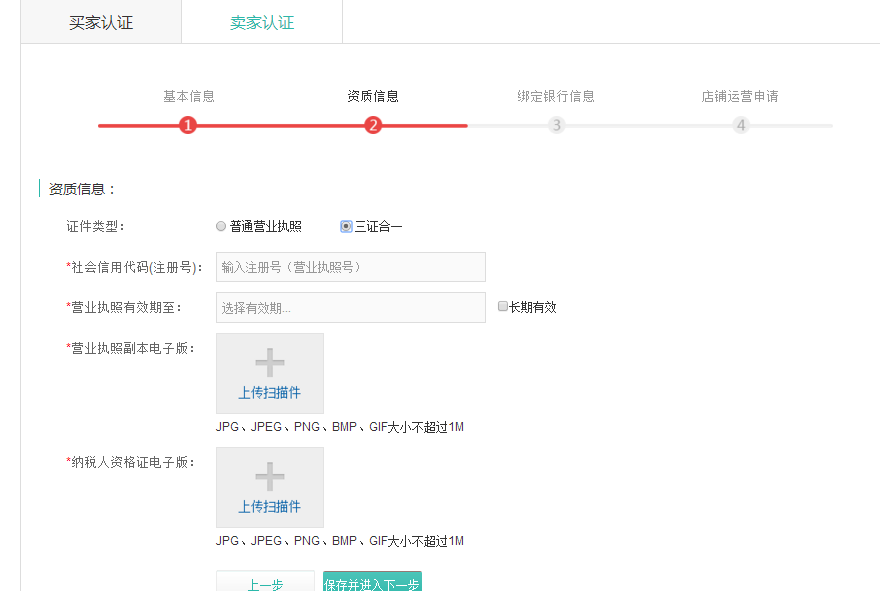 买家认证 卖家认证
基本信息 资质信息 绑定银行信息 店铺运营申请
1 2 3 4
资质信息：
证件类型： 普通营业执照 三证合一
*社会信用代码(注册号)： 输入注册号（营业执照号）
*营业执照有效期至： 选择有效期... 长期有效
*营业执照副本电子版：
上传扫描件
JPG、JPEG、PNG、BMP、GIF大小不超过1M
*纳税人资格证电子版：
上传扫描件
JPG、JPEG、PNG、BMP、GIF大小不超过1M
上一步 保存并进入下一步